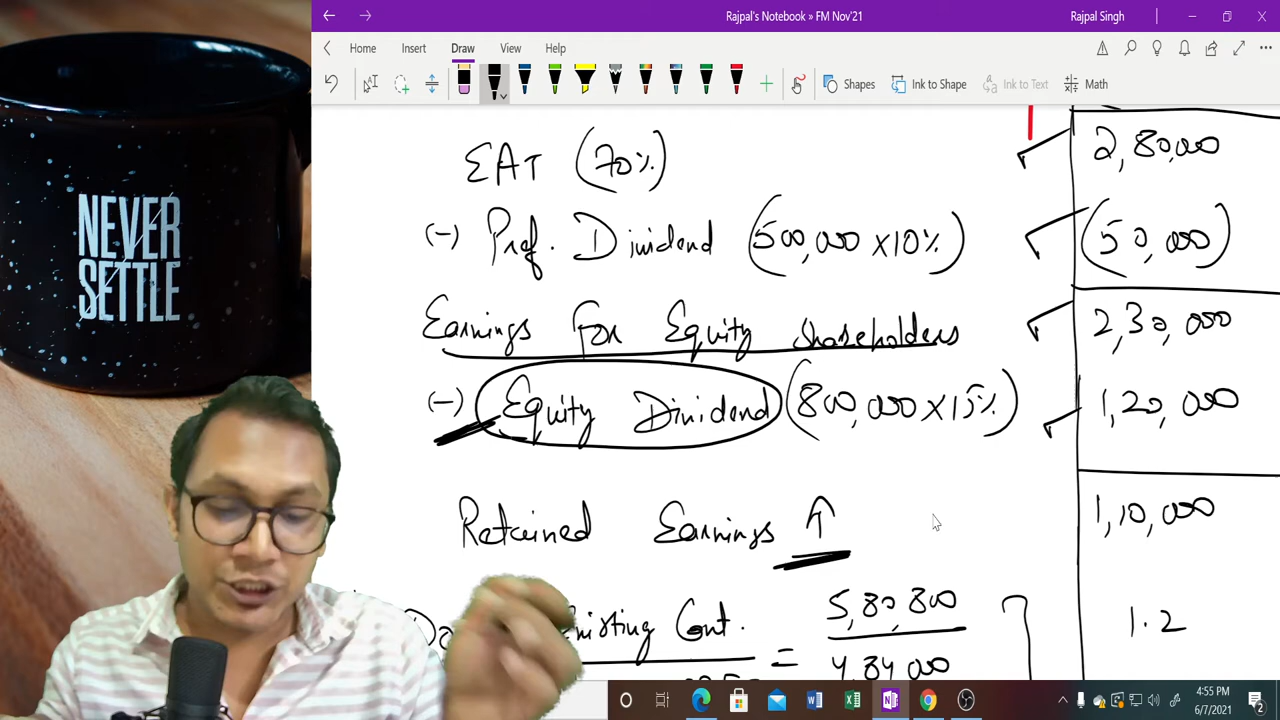 Rajpal's Notebook » FM Nov'21
Rajpal Singh
Home Insert Draw View Help
Shapes Ink to Shape Ink to Text Math
NEVER
SETTLE
EAT (70%) 2,80,000
(-) Pref. Dividend (500,000 x 10%) (50,000)
Earnings For Equity Shareholders 2,30,000
(-) Equity Dividend (800,000 x 15%) 1,20,000
Retained Earnings ↑ 1,10,000
Cont. = 5,80,800 1.2
4,84,000
4:55 PM
6/7/2021
2